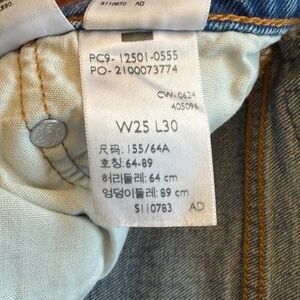 S110870 AD
PC9- 12501-0555
PO- 2100073774
CW-0624
405096
W25 L30
尺码: 155/64A
호칭: 64-89
허리둘레: 64 cm
엉덩이둘레: 89 cm
S110783 AD